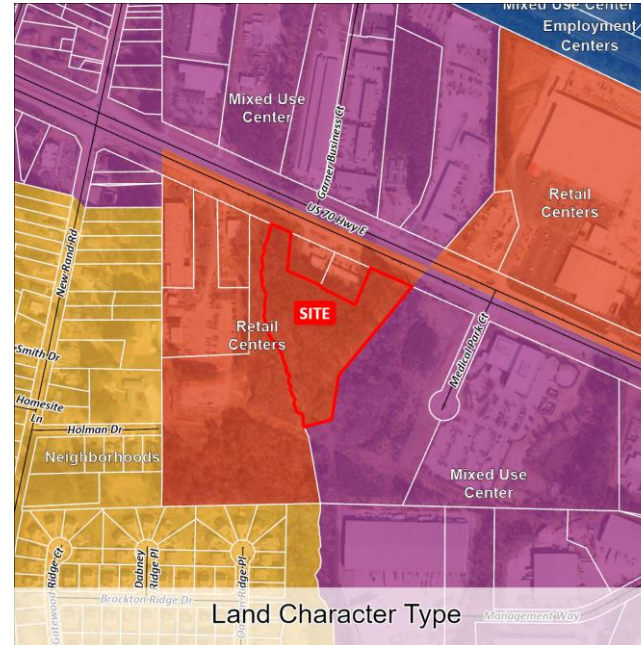 Mixed Use Center
Employment
Centers
Mixed Use
Center
Garner Business Ct
US 70 Hwy E
Retail
Centers
New Rand Rd
SITE
Retail
Centers
Medical Park Ct
Smith Dr
Homesite
Ln
Holman Dr
Neighborhoods
Mixed Use
Center
Gatewood Ridge Ct
Dabney
Ridge Pl
Ridge Pl
Brockton Ridge Dr
Land Character Type
Management Way